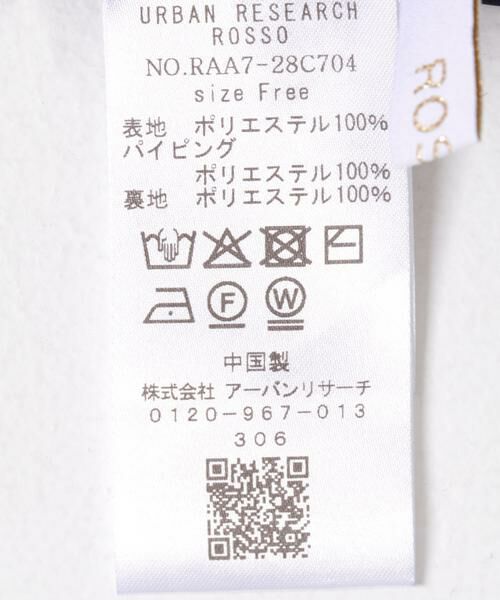 URBAN RESEARCH
ROSSO
NO.RAA7-28C704
size Free
表地 ポリエステル100%
パイピング
ポリエステル100%
裏地 ポリエステル100%
F
W
中国製
株式会社 アーバンリサーチ
0120-967-013
306
ROS